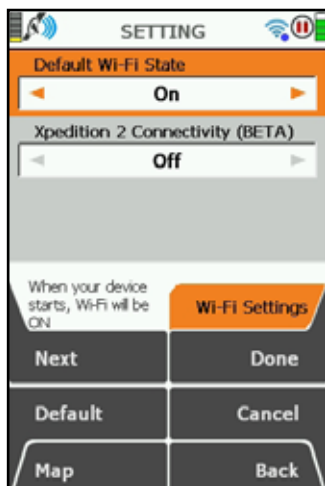 SETTING
Default Wi-Fi State
On
Xpedition 2 Connectivity (BETA)
Off
When your device
starts, Wi-Fi will be
ON
Wi-Fi Settings
Next
Done
Default
Cancel
Map
Back